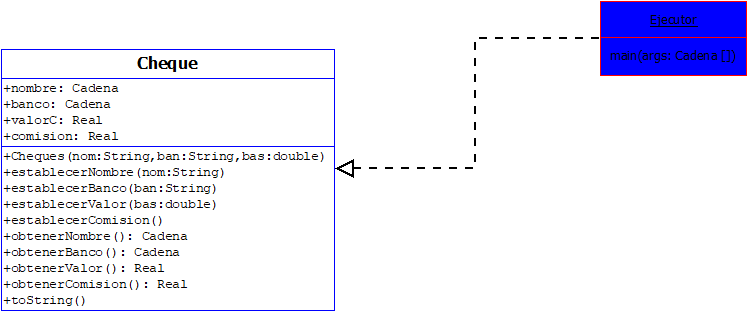 Ejecutor
main(args: Cadena [])
Cheque
+nombre: Cadena
+banco: Cadena
+valorC: Real
+comision: Real
+Cheques(nom:String,ban:String,bas:double)
+establecerNombre(nom:String)
+establecerBanco(ban:String)
+establecerValor(bas:double)
+establecerComision()
+obtenerNombre(): Cadena
+obtenerBanco(): Cadena
+obtenerValor(): Real
+obtenerComision(): Real
+toString()